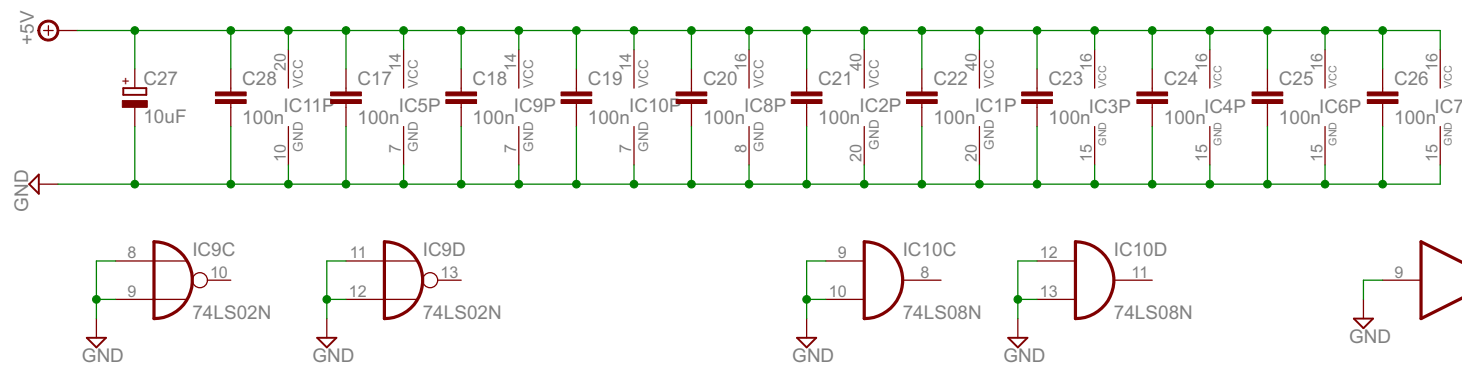 +5V
C27
10uF
C28
100n
20
VCC
IC11P
GND
10
C17
100n
14
VCC
IC5P
GND
7
C18
100n
14
VCC
IC9P
GND
7
C19
100n
14
VCC
IC10P
GND
7
C20
100n
16
VCC
IC8P
GND
8
C21
100n
40
VCC
IC2P
GND
20
C22
100n
40
VCC
IC1P
GND
20
C23
100n
16
VCC
IC3P
GND
15
C24
100n
16
VCC
IC4P
GND
15
C25
100n
16
VCC
IC6P
GND
15
C26
100n
16
VCC
IC7
GND
15
GND
IC9C
8
9
10
74LS02N
GND
IC9D
11
12
13
74LS02N
GND
IC10C
9
10
8
74LS08N
GND
IC10D
12
13
11
74LS08N
GND
9
GND